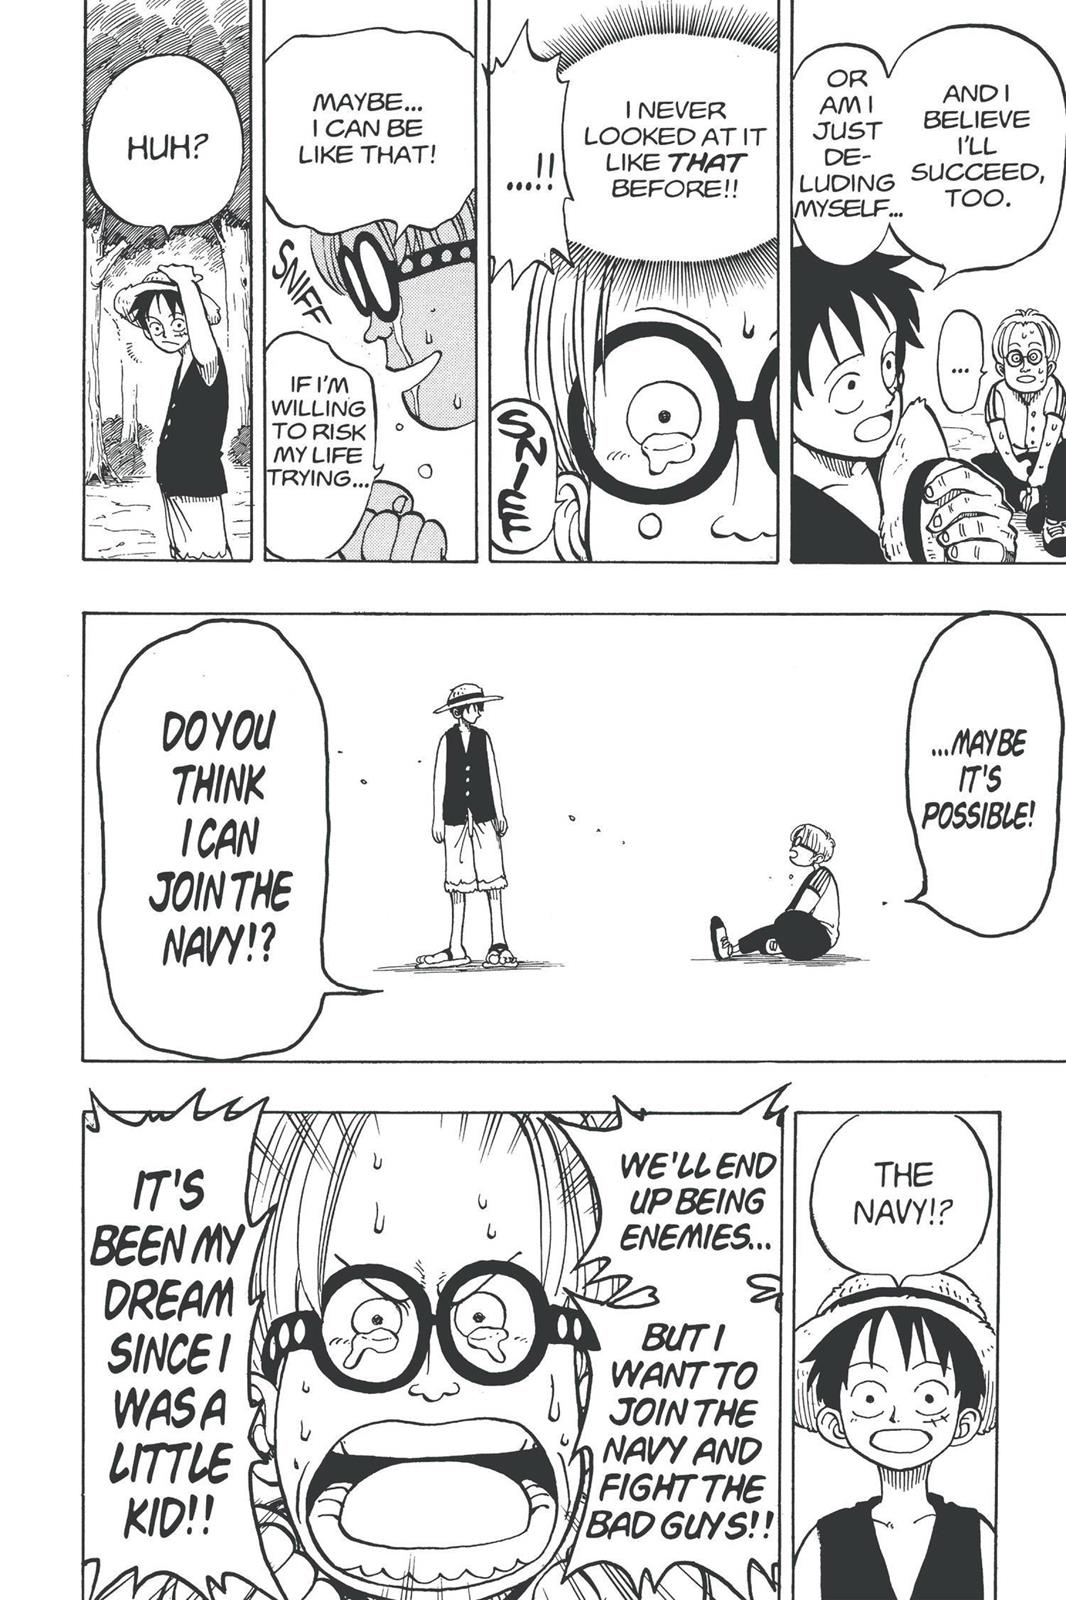 AND I
BELIEVE
I'LL
SUCCEED,
TOO.
OR
AM I
JUST
DE-
LUDING
MYSELF...
...
I NEVER
LOOKED AT IT
LIKE THAT
BEFORE!!
...!!
SNIFF
MAYBE...
I CAN BE
LIKE THAT!
SNIFF
IF I'M
WILLING
TO RISK
MY LIFE
TRYING...
HUH?
...MAYBE
IT'S
POSSIBLE!
DO YOU
THINK
I CAN
JOIN THE
NAVY!?
THE
NAVY!?
WE'LL END
UP BEING
ENEMIES...
BUT I
WANT TO
JOIN THE
NAVY AND
FIGHT THE
BAD GUYS!!
IT'S
BEEN MY
DREAM
SINCE I
WAS A
LITTLE
KID!!